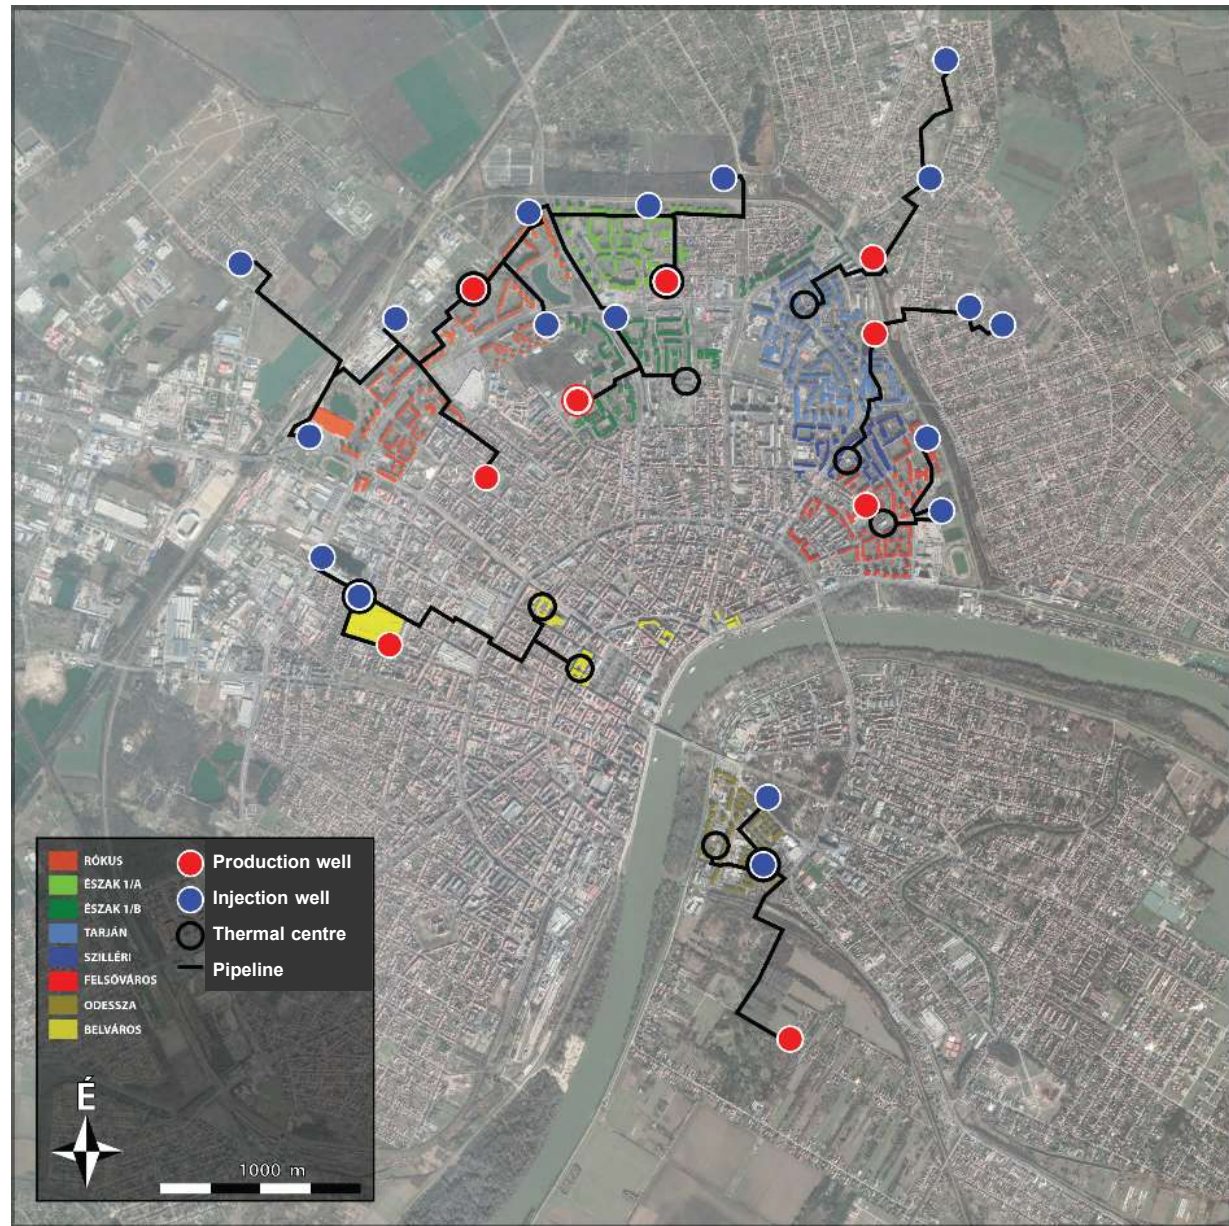 RÓKUS
ÉSZAK 1/A
ÉSZAK 1/B
TARJÁN
SZILLÉRI
FELSŐVÁROS
ODESSZA
BELVÁROS
Production well
Injection well
Thermal centre
Pipeline
É
1000 m